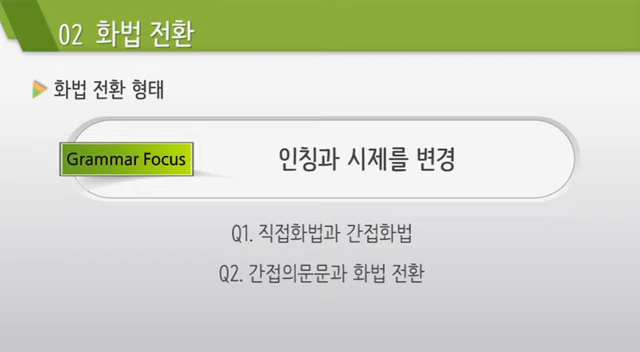 02 화법 전환
화법 전환 형태
Grammar Focus 인칭과 시제를 변경
Q1. 직접화법과 간접화법
Q2. 간접의문문과 화법 전환